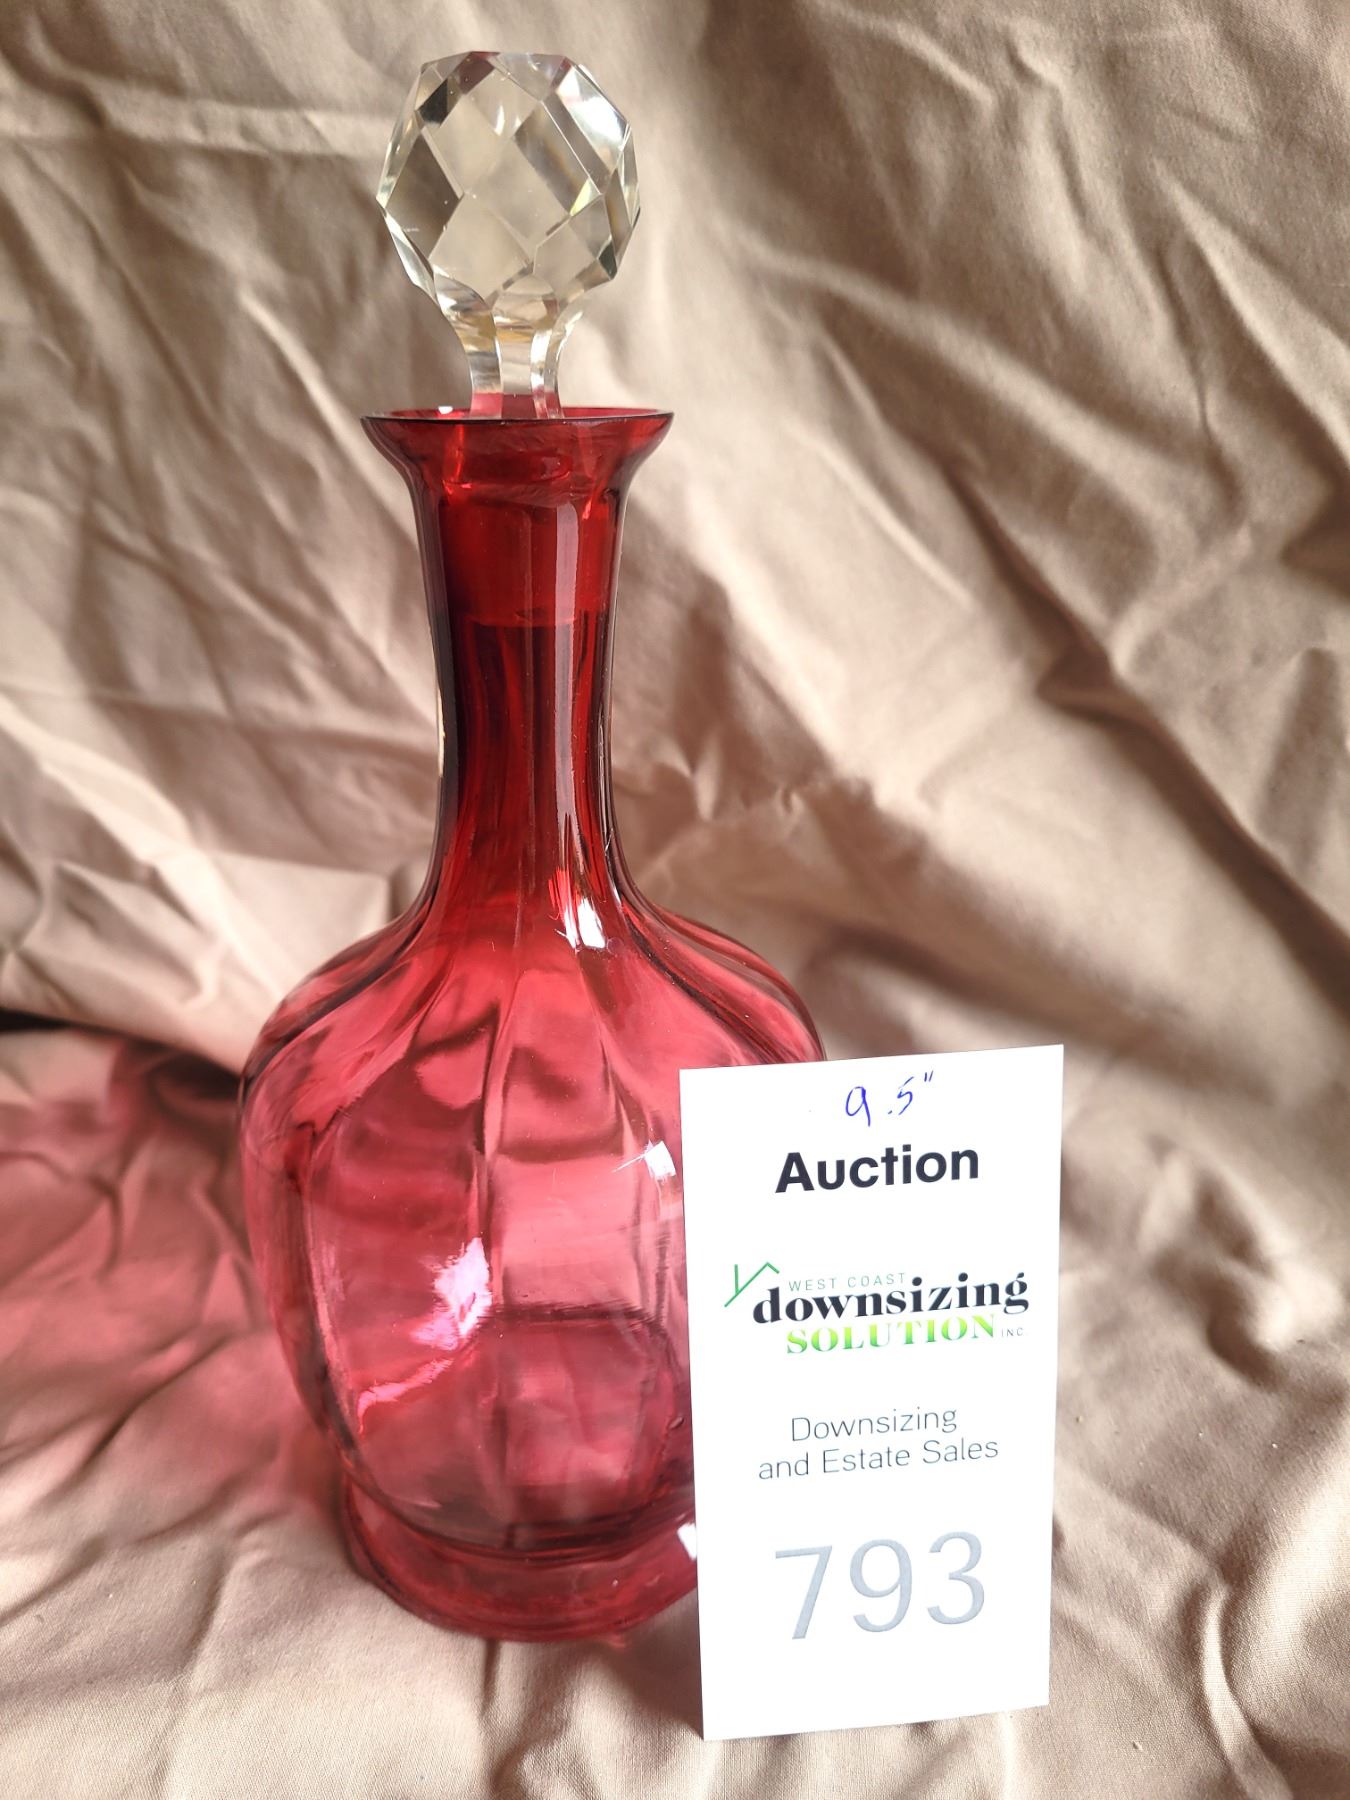 9.5"
Auction
WEST COAST
downsizing
SOLUTION INC.
Downsizing
and Estate Sales
793